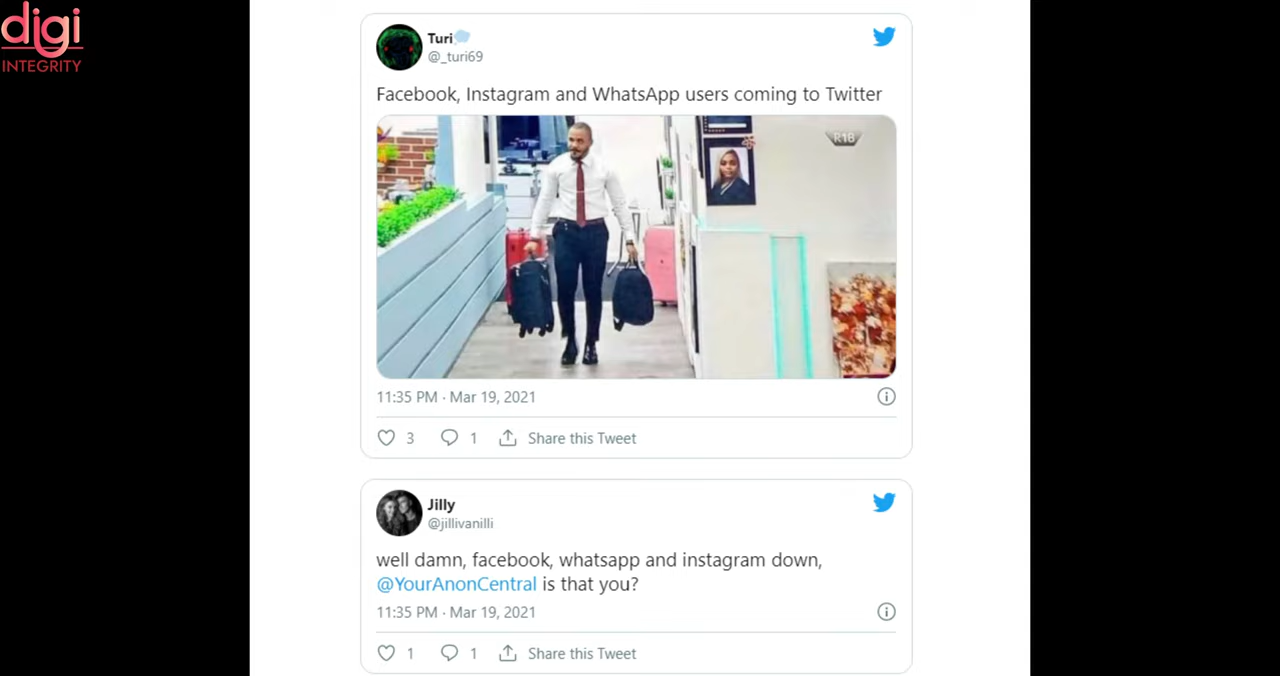 digi
INTEGRITY
Turi
@_turi69
Facebook, Instagram and WhatsApp users coming to Twitter
R18
11:35 PM · Mar 19, 2021
3
1
Share this Tweet
Jilly
@jillivanilli
well damn, facebook, whatsapp and instagram down,
@YourAnonCentral is that you?
11:35 PM · Mar 19, 2021
1
1
Share this Tweet